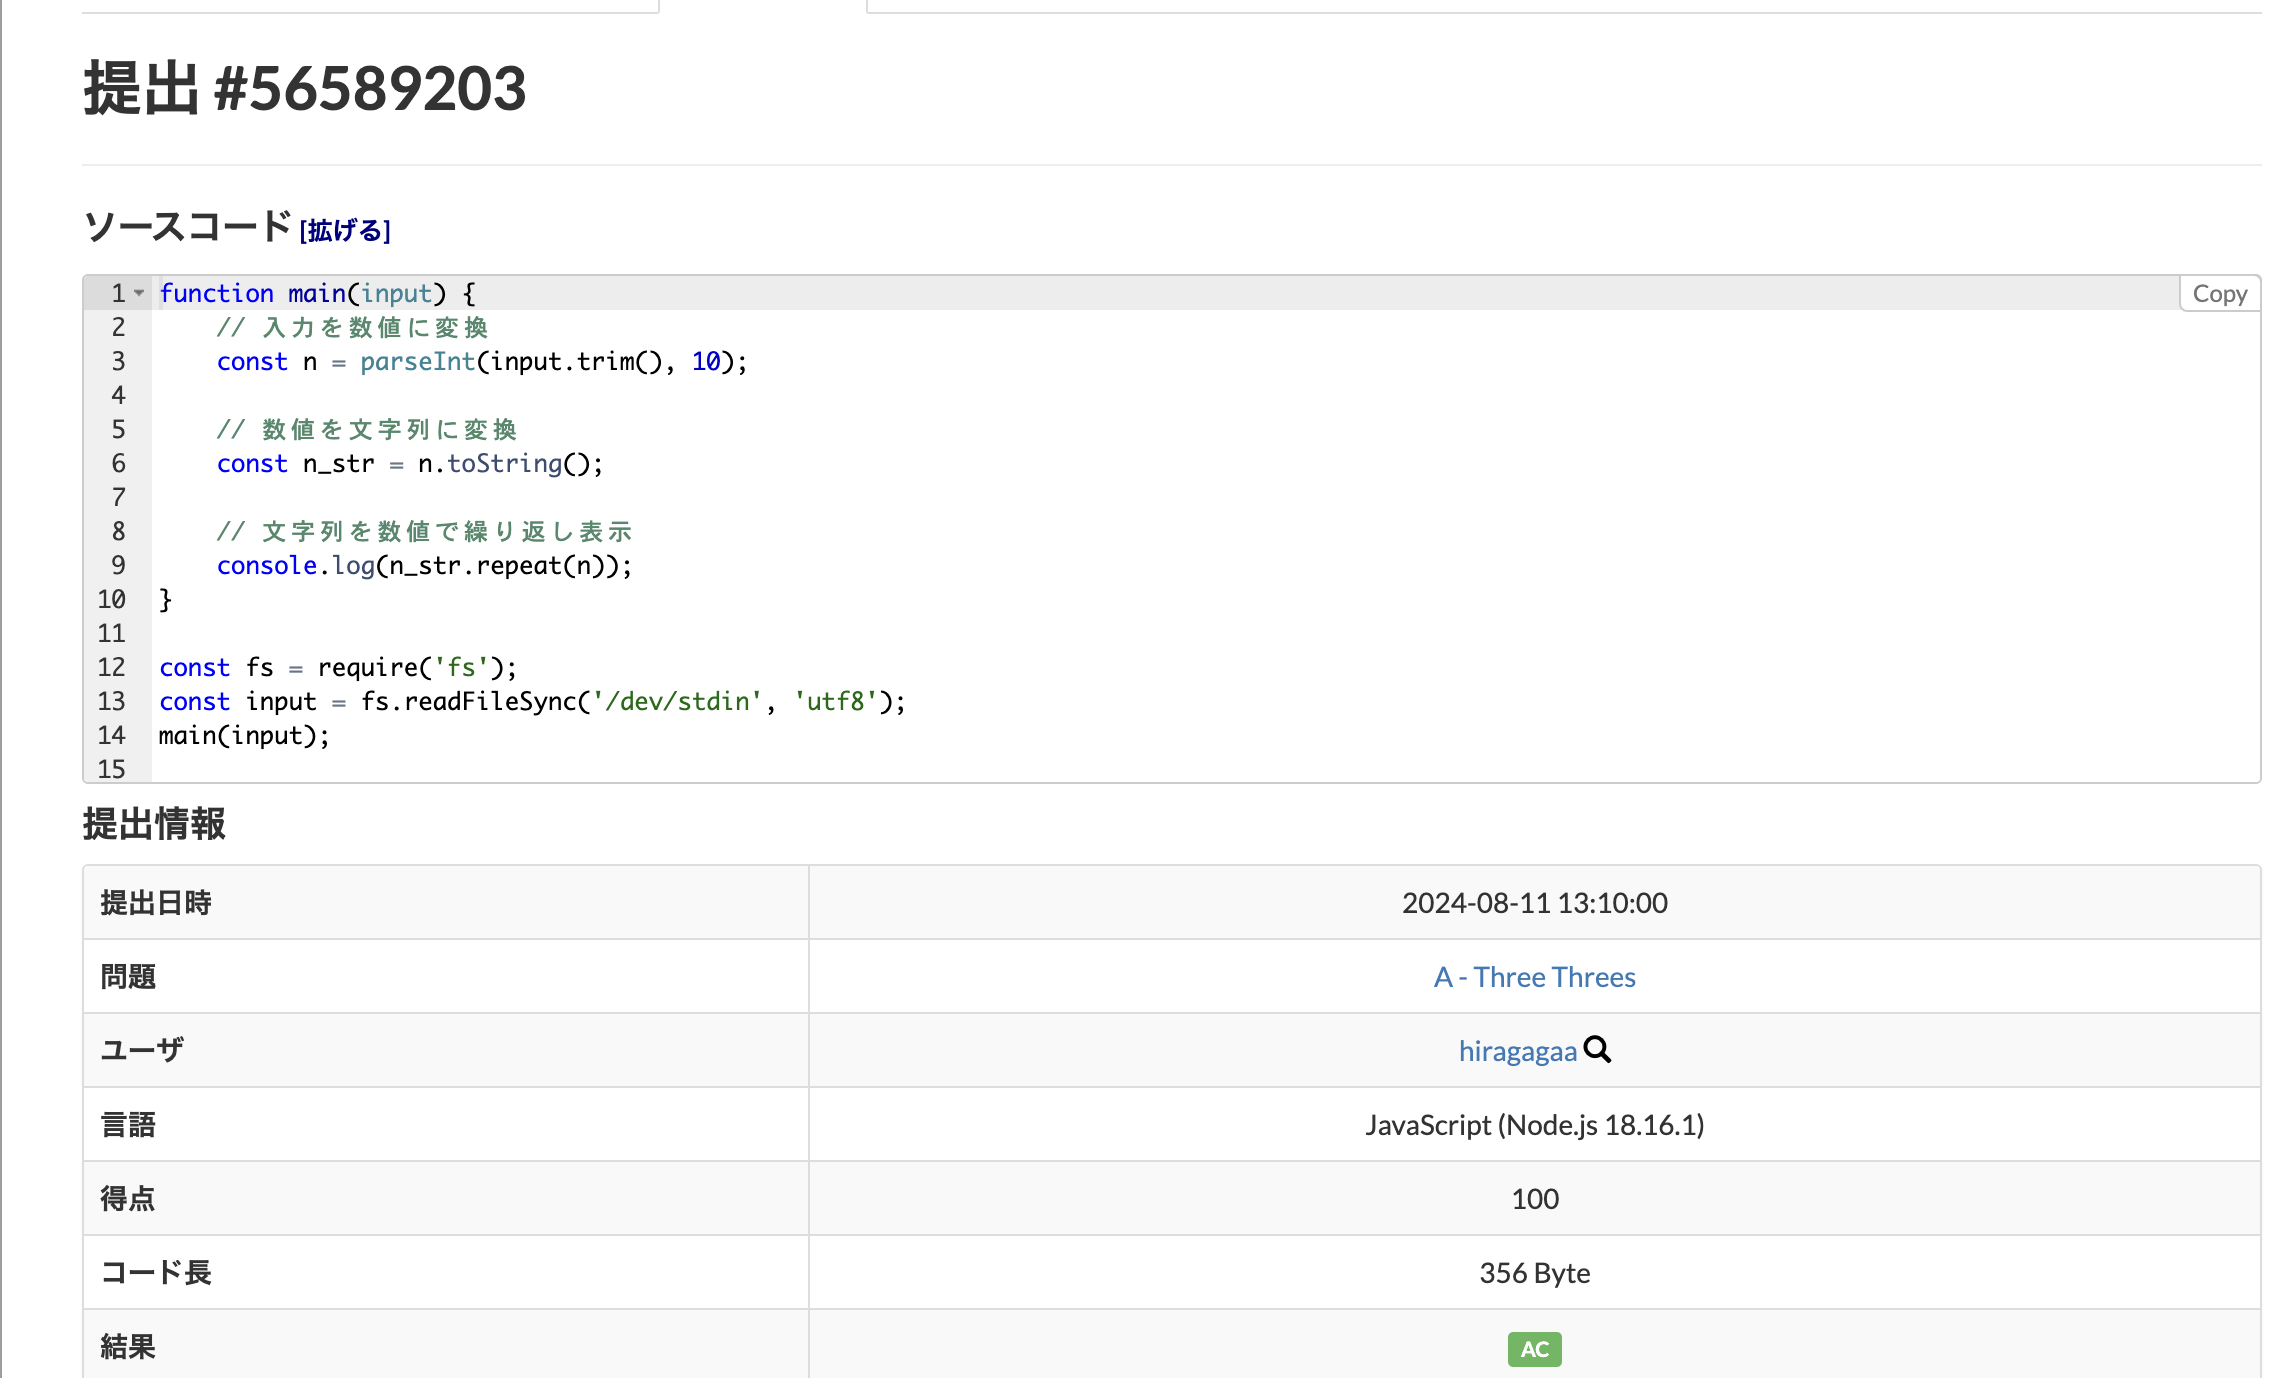 提出 #56589203
ソースコード [拡げる]
Copy
1 function main(input) {
2     // 入力を数値に変換
3     const n = parseInt(input.trim(), 10);
4
5     // 数値を文字列に変換
6     const n_str = n.toString();
7
8     // 文字列を数値で繰り返し表示
9     console.log(n_str.repeat(n));
10 }
11
12 const fs = require('fs');
13 const input = fs.readFileSync('/dev/stdin', 'utf8');
14 main(input);
15
提出情報
提出日時 2024-08-11 13:10:00
問題 A - Three Threes
ユーザ hiragagaa
言語 JavaScript (Node.js 18.16.1)
得点 100
コード長 356 Byte
結果 AC